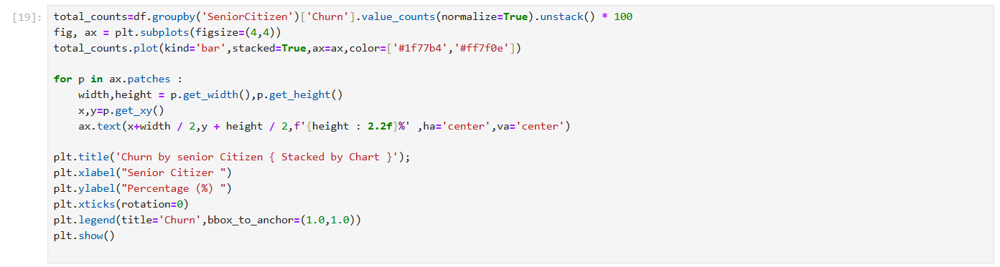 [19]: total_counts=df.groupby('SeniorCitizen')['Churn'].value_counts(normalize=True).unstack() * 100
fig, ax = plt.subplots(figsize=(4,4))
total_counts.plot(kind='bar',stacked=True,ax=ax,color=['#1f77b4','#ff7f0e'])

for p in ax.patches :
    width,height = p.get_width(),p.get_height()
    x,y=p.get_xy()
    ax.text(x+width / 2,y + height / 2,f'{height : 2.2f}%' ,ha='center',va='center')

plt.title('Churn by senior Citizen { Stacked by Chart }');
plt.xlabel("Senior Citizer ")
plt.ylabel("Percentage (%) ")
plt.xticks(rotation=0)
plt.legend(title='Churn',bbox_to_anchor=(1.0,1.0))
plt.show()